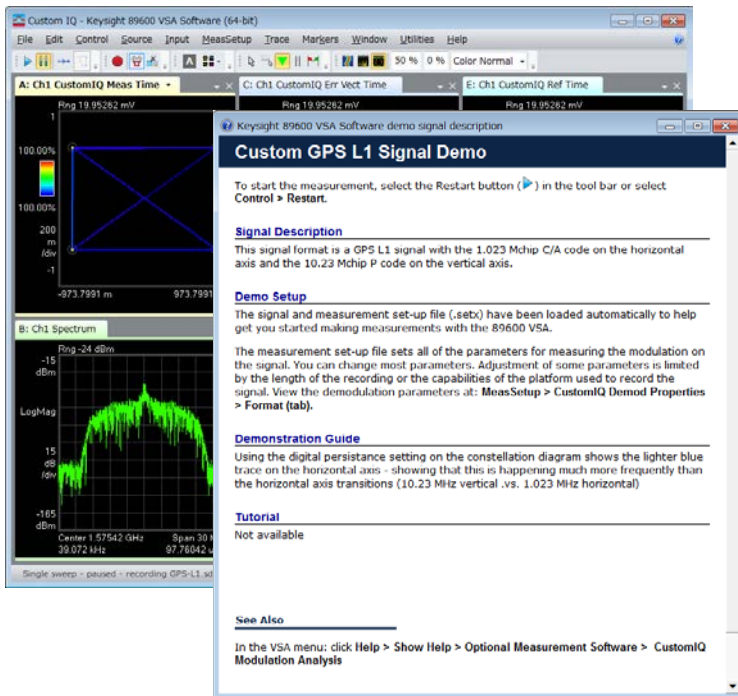 Custom IQ - Keysight 89600 VSA Software (64-bit)
File Edit Control Source Input MeasSetup Trace Markers Window Utilities Help
50 % 0 % Color Normal
A: Ch1 CustomIQ Meas Time
C: Ch1 CustomIQ Err Vect Time
E: Ch1 CustomIQ Ref Time
Rng 19.95262 mV
Rng 19.95262 mV
Rng 19.95262 mV
1
100.00%
100.00%
200
m
/div
-1
-973.7991 m 973.7991
B: Ch1 Spectrum
Rng -24 dBm
-15
dBm
LogMag
15
dB
/div
-165
dBm
Center 1.57542 GHz Span 30 M
39.072 kHz 97.76042 u
Single sweep - paused - recording GPS-L1.sd
Keysight 89600 VSA Software demo signal description
Custom GPS L1 Signal Demo
To start the measurement, select the Restart button ( ) in the tool bar or select
Control > Restart.
Signal Description
This signal format is a GPS L1 signal with the 1.023 Mchip C/A code on the horizontal
axis and the 10.23 Mchip P code on the vertical axis.
Demo Setup
The signal and measurement set-up file (.setx) have been loaded automatically to help
get you started making measurements with the 89600 VSA.
The measurement set-up file sets all of the parameters for measuring the modulation on
the signal. You can change most parameters. Adjustment of some parameters is limited
by the length of the recording or the capabilities of the platform used to record the
signal. View the demodulation parameters at: MeasSetup > CustomIQ Demod Properties
> Format (tab).
Demonstration Guide
Using the digital persistance setting on the constellation diagram shows the lighter blue
trace on the horizontal axis - showing that this is happening much more frequently than
the horizontal axis transitions (10.23 MHz vertical .vs. 1.023 MHz horizontal)
Tutorial
Not available
See Also
In the VSA menu: click Help > Show Help > Optional Measurement Software > CustomIQ
Modulation Analysis